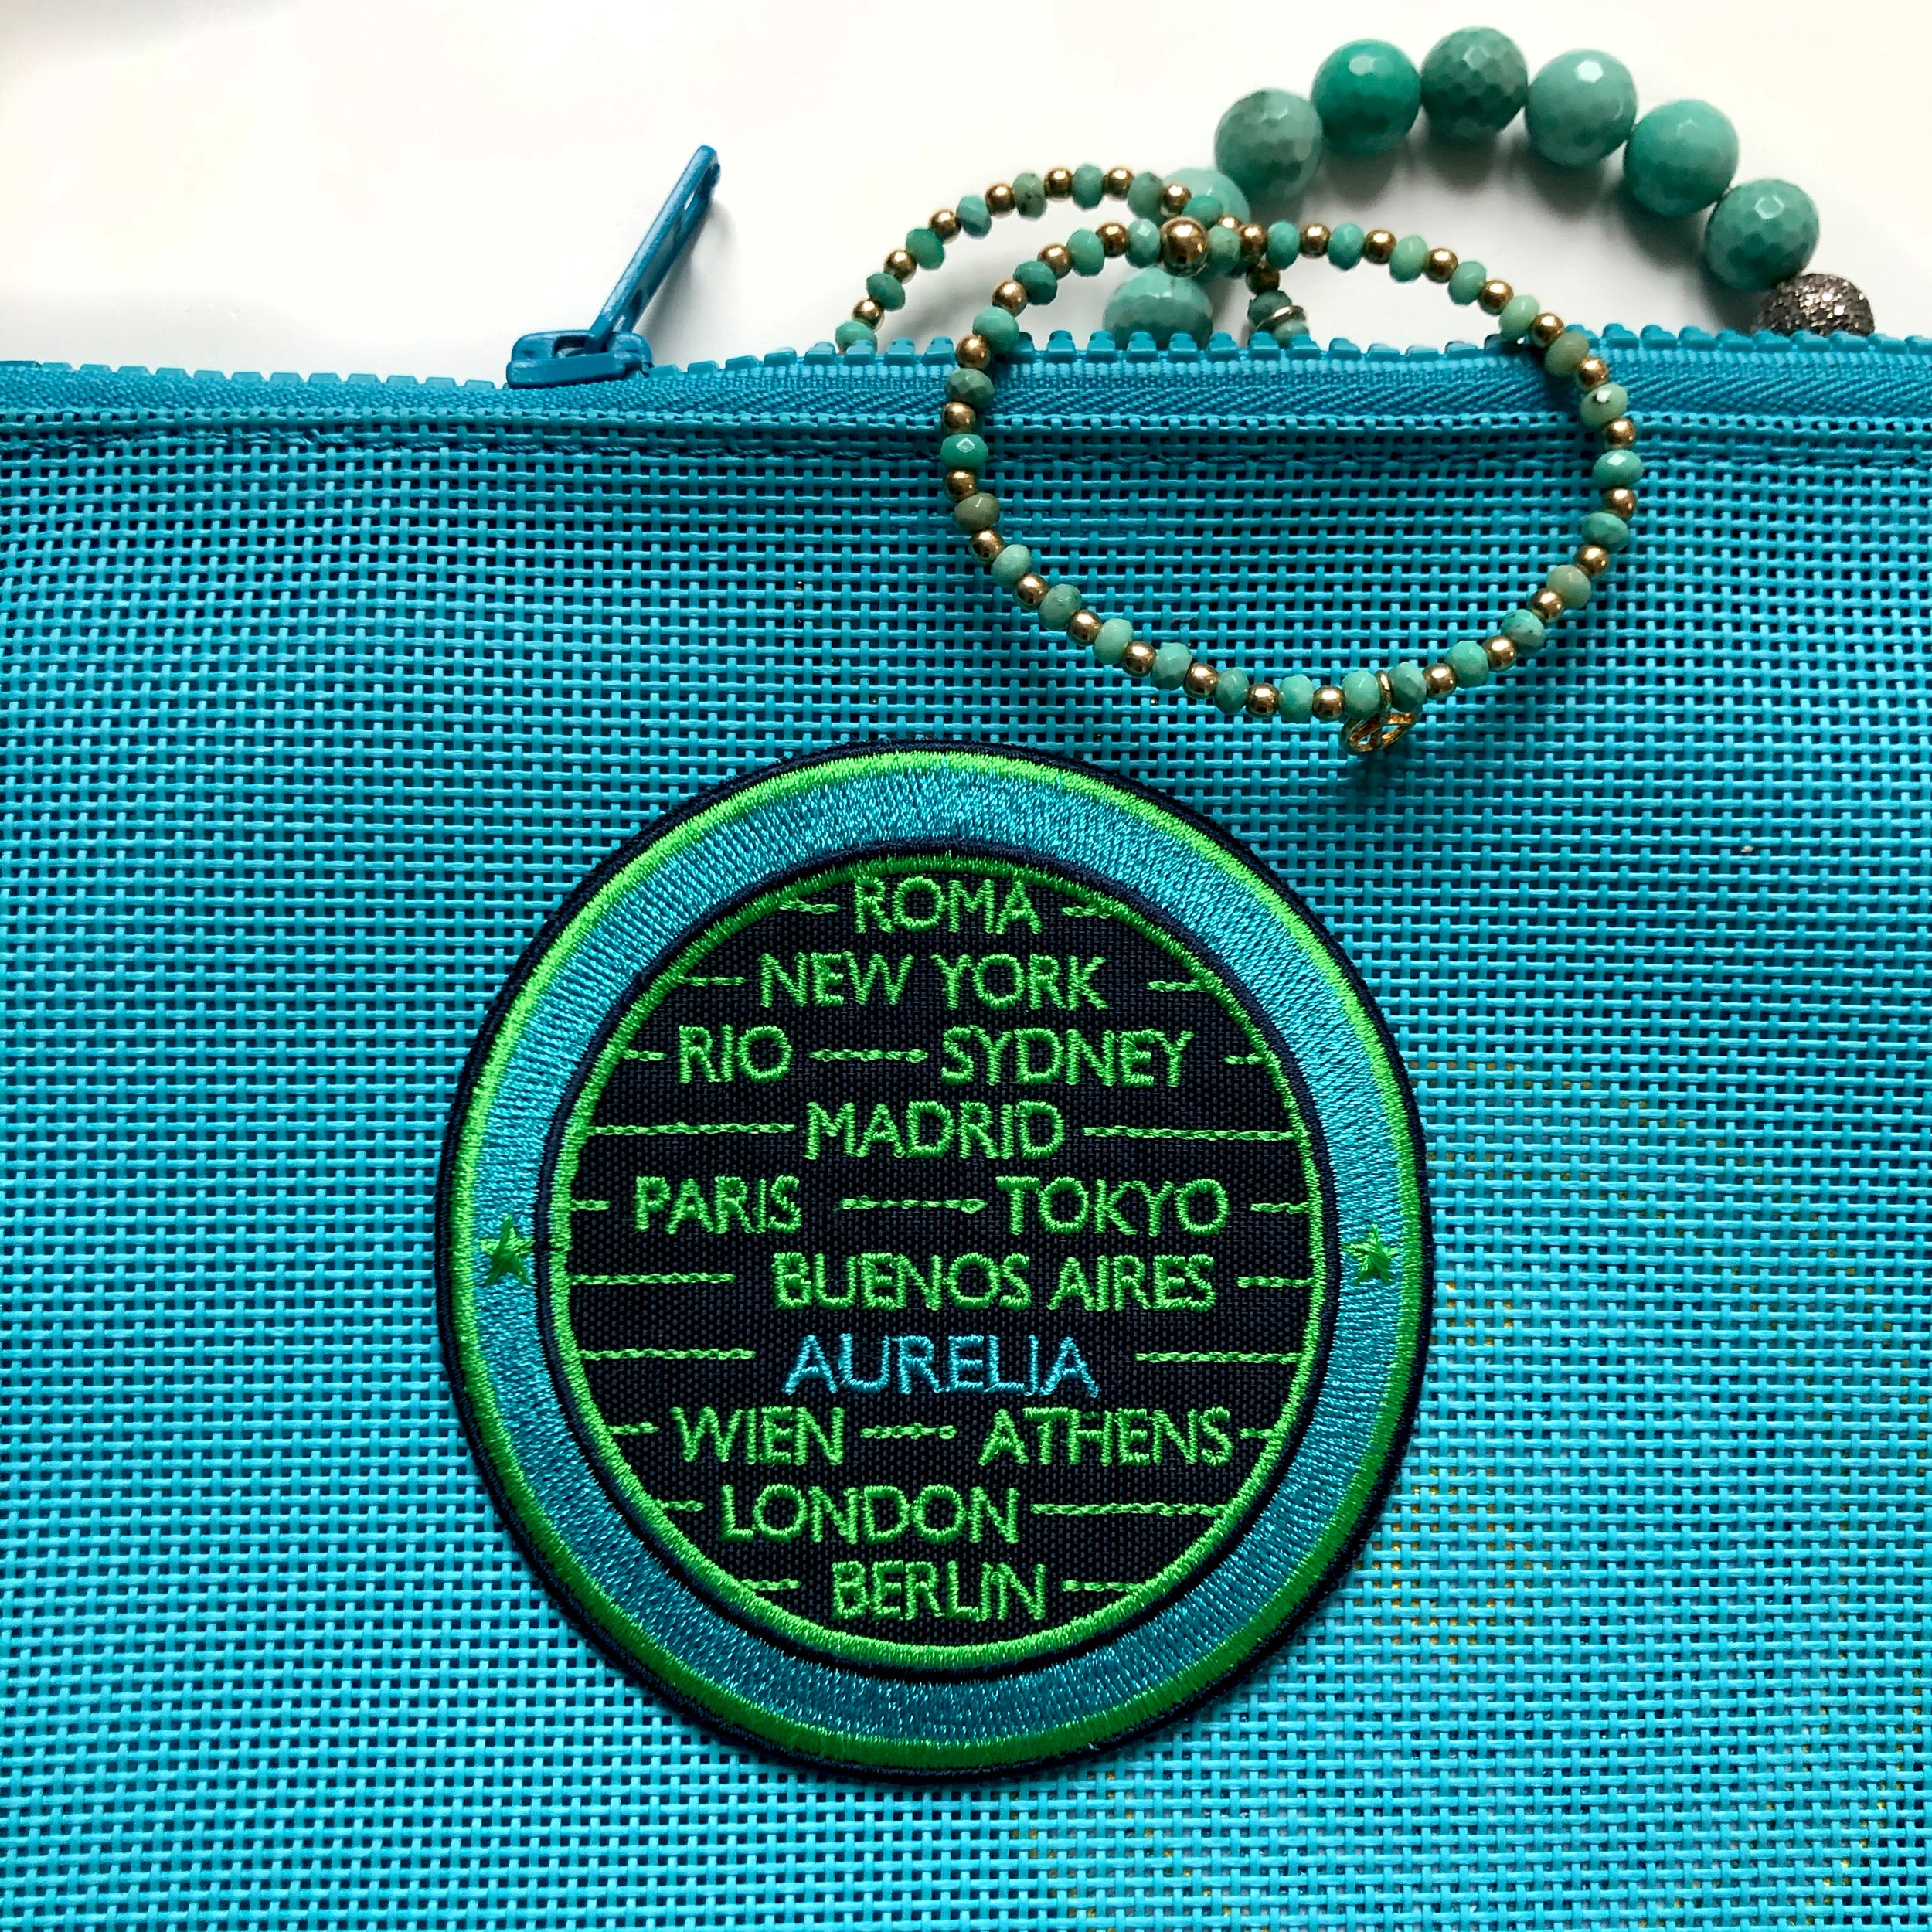 ROMA
NEW YORK
RIO SYDNEY
MADRID
PARIS TOKYO
BUENOS AIRES
AURELIA
WIEN ATHENS
LONDON
BERLIN